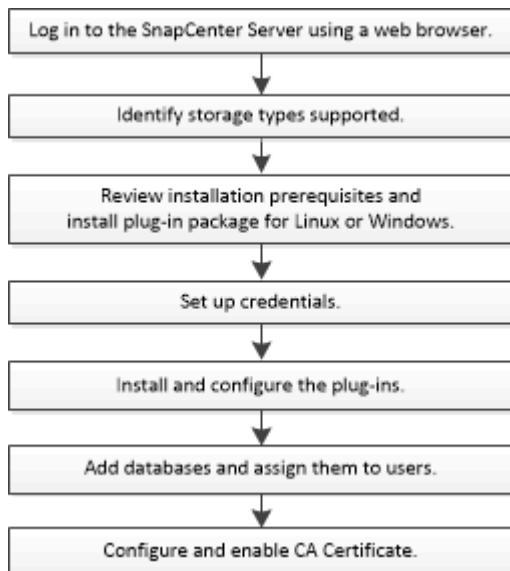 Log in to the SnapCenter Server using a web browser.
Identify storage types supported.
Review installation prerequisites and
install plug-in package for Linux or Windows.
Set up credentials.
Install and configure the plug-ins.
Add databases and assign them to users.
Configure and enable CA Certificate.